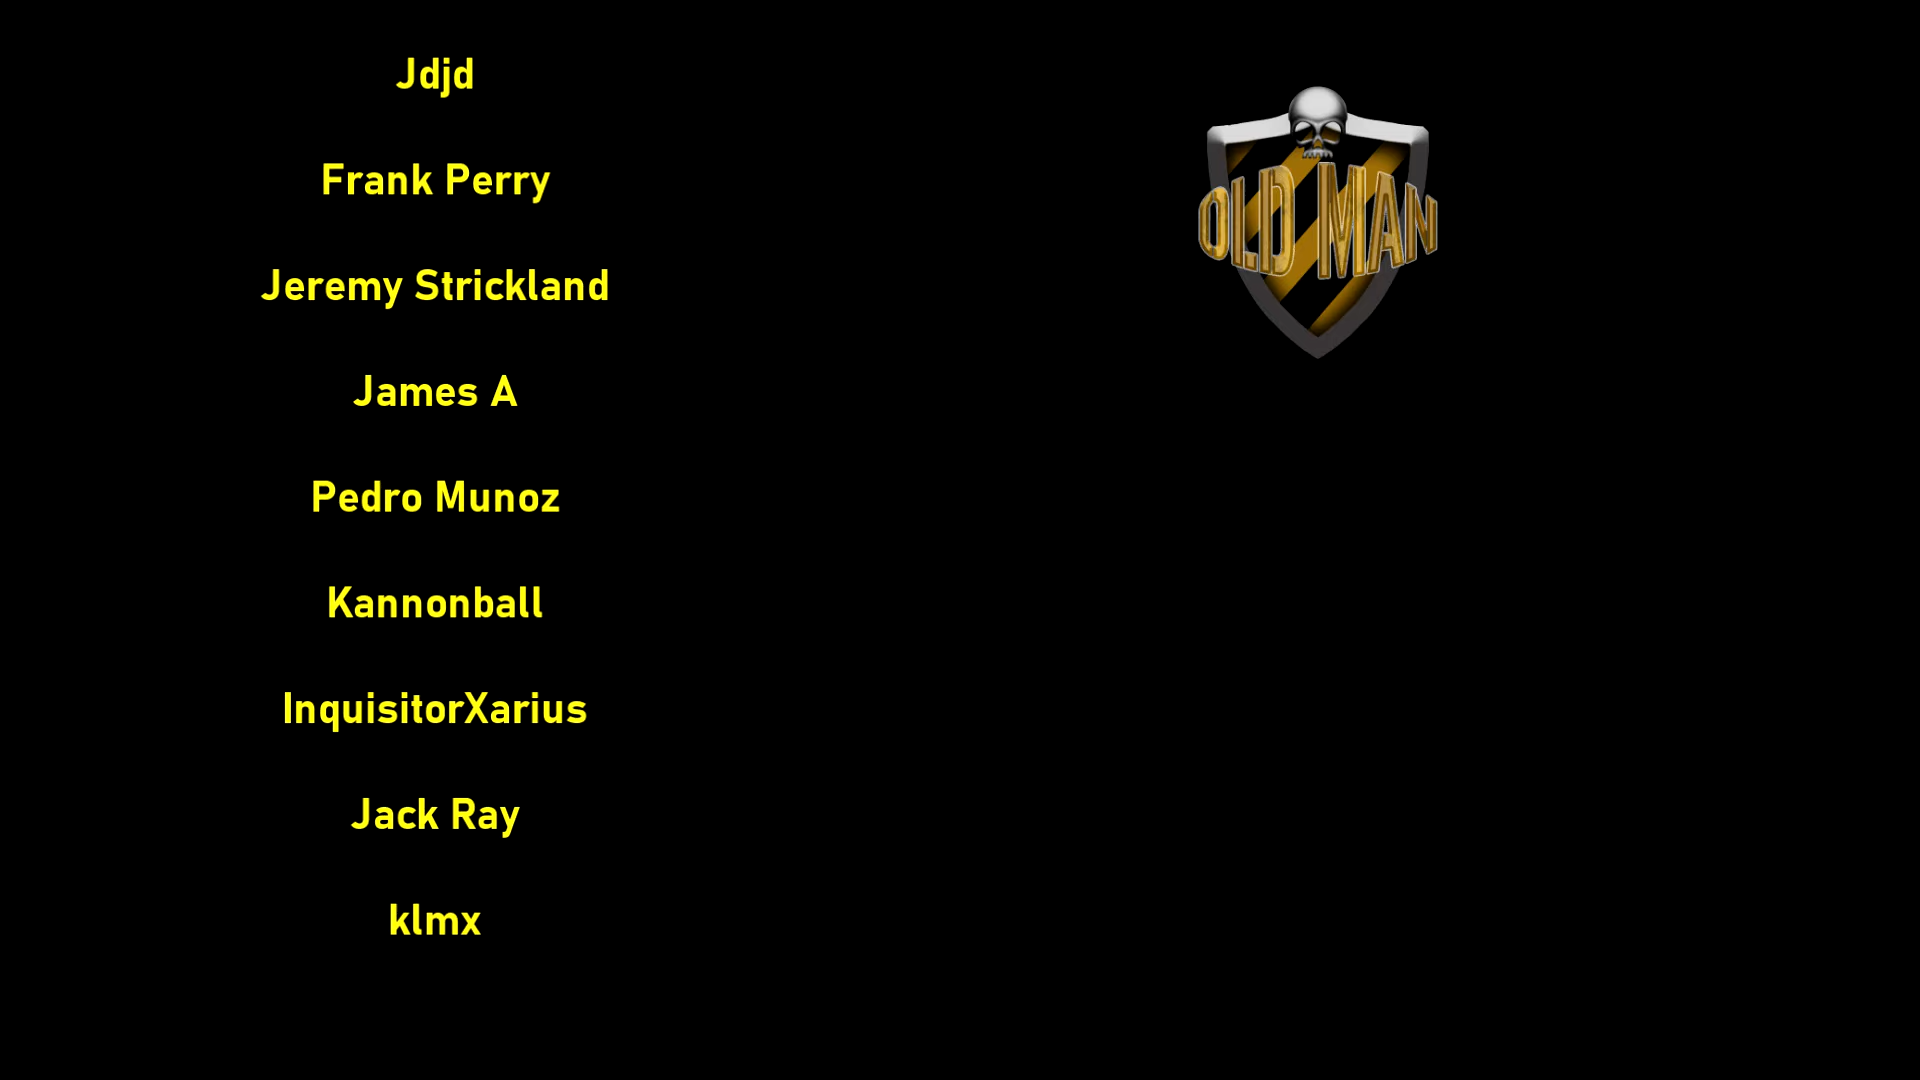 Jdjd
Frank Perry
Jeremy Strickland
James A
Pedro Munoz
Kannonball
InquisitorXarius
Jack Ray
klmx
OLD MAN